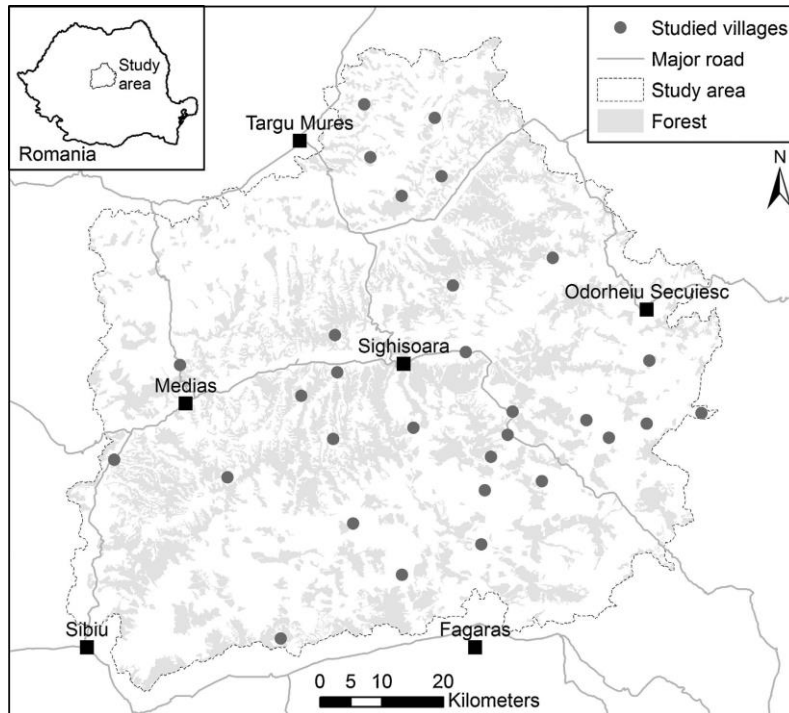 Study
area
Romania
Studied villages
Major road
Study area
Forest
N
Targu Mures
Odorheiu Secuiesc
Sighisoara
Medias
Sibiu
Fagaras
0 5 10 20
Kilometers